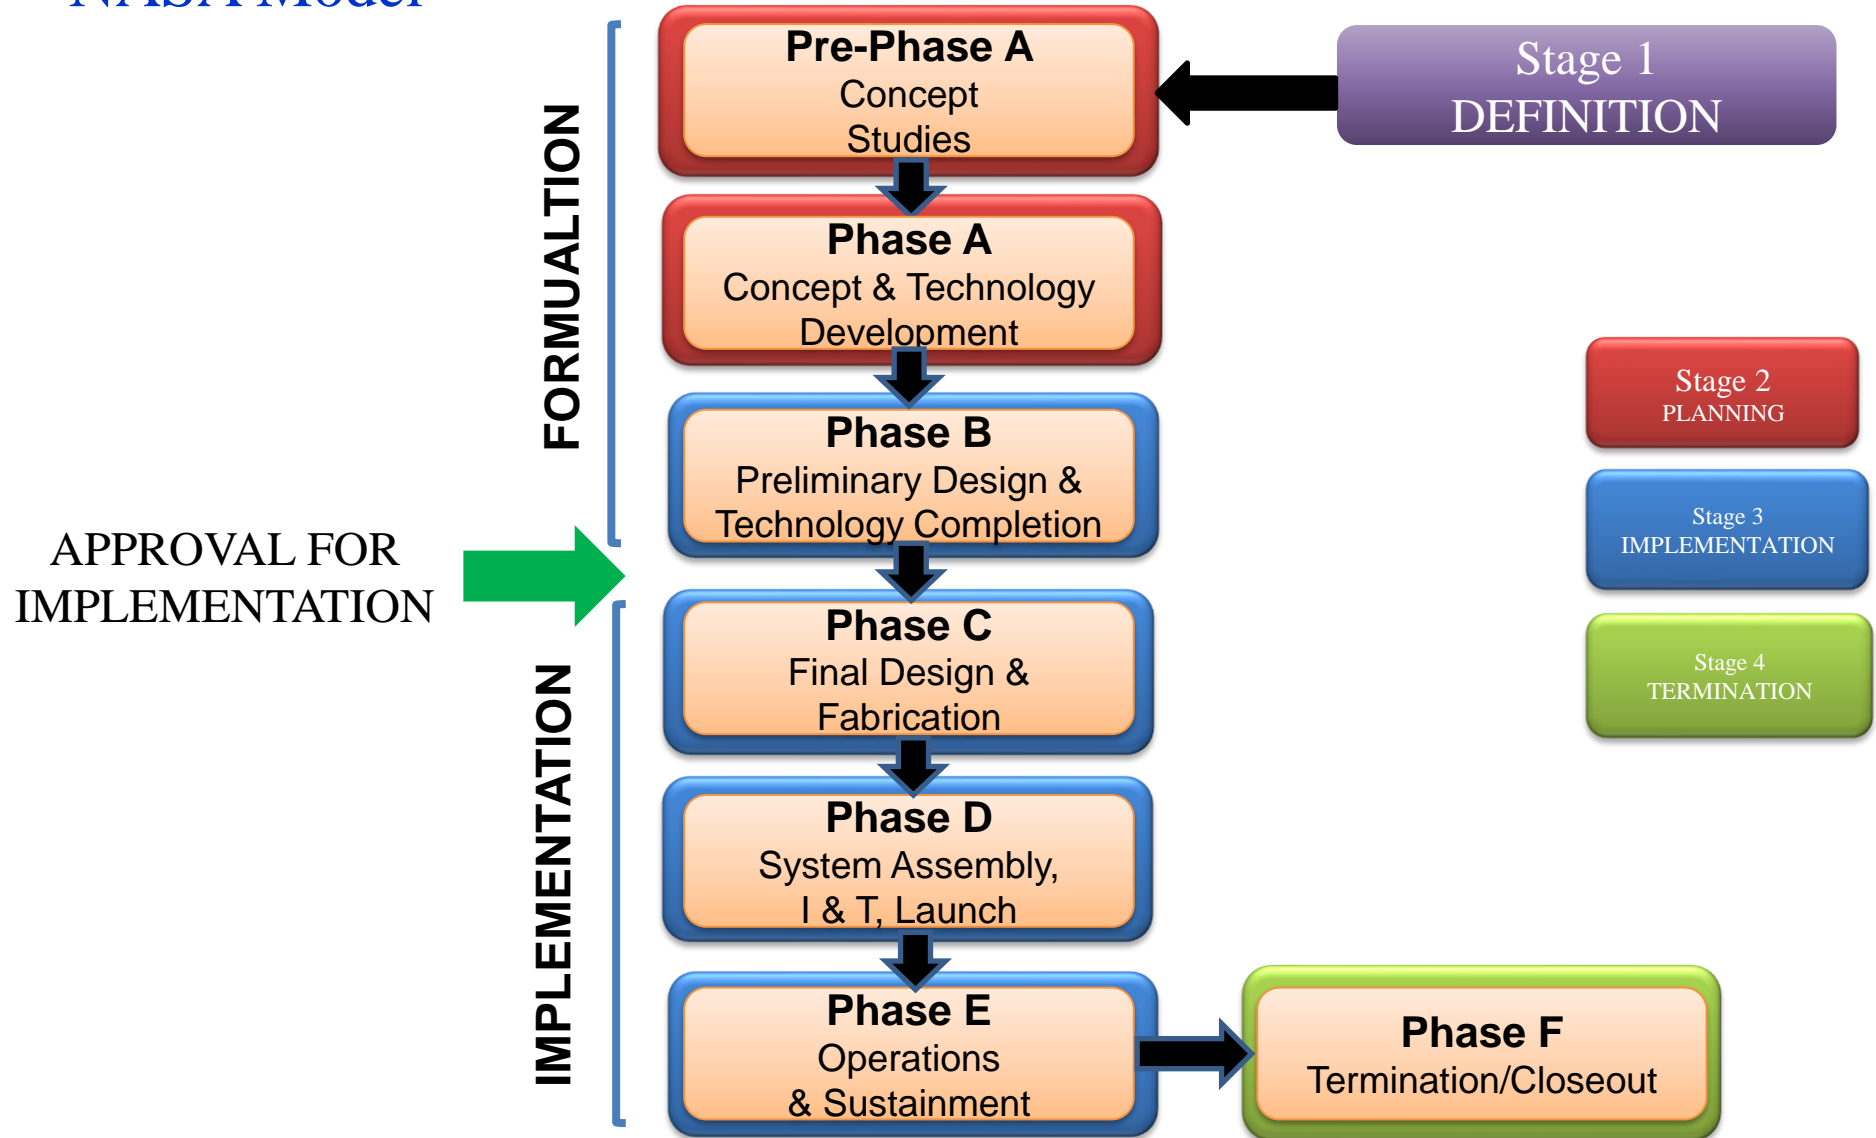 NASA Model
Pre-Phase A
Concept
Studies
Stage 1
DEFINITION
FORMUALTION
Phase A
Concept & Technology
Development
Stage 2
PLANNING
Phase B
Preliminary Design &
Technology Completion
Stage 3
IMPLEMENTATION
APPROVAL FOR
IMPLEMENTATION
Phase C
Final Design &
Fabrication
Stage 4
TERMINATION
IMPLEMENTATION
Phase D
System Assembly,
I & T, Launch
Phase E
Operations
& Sustainment
Phase F
Termination/Closeout